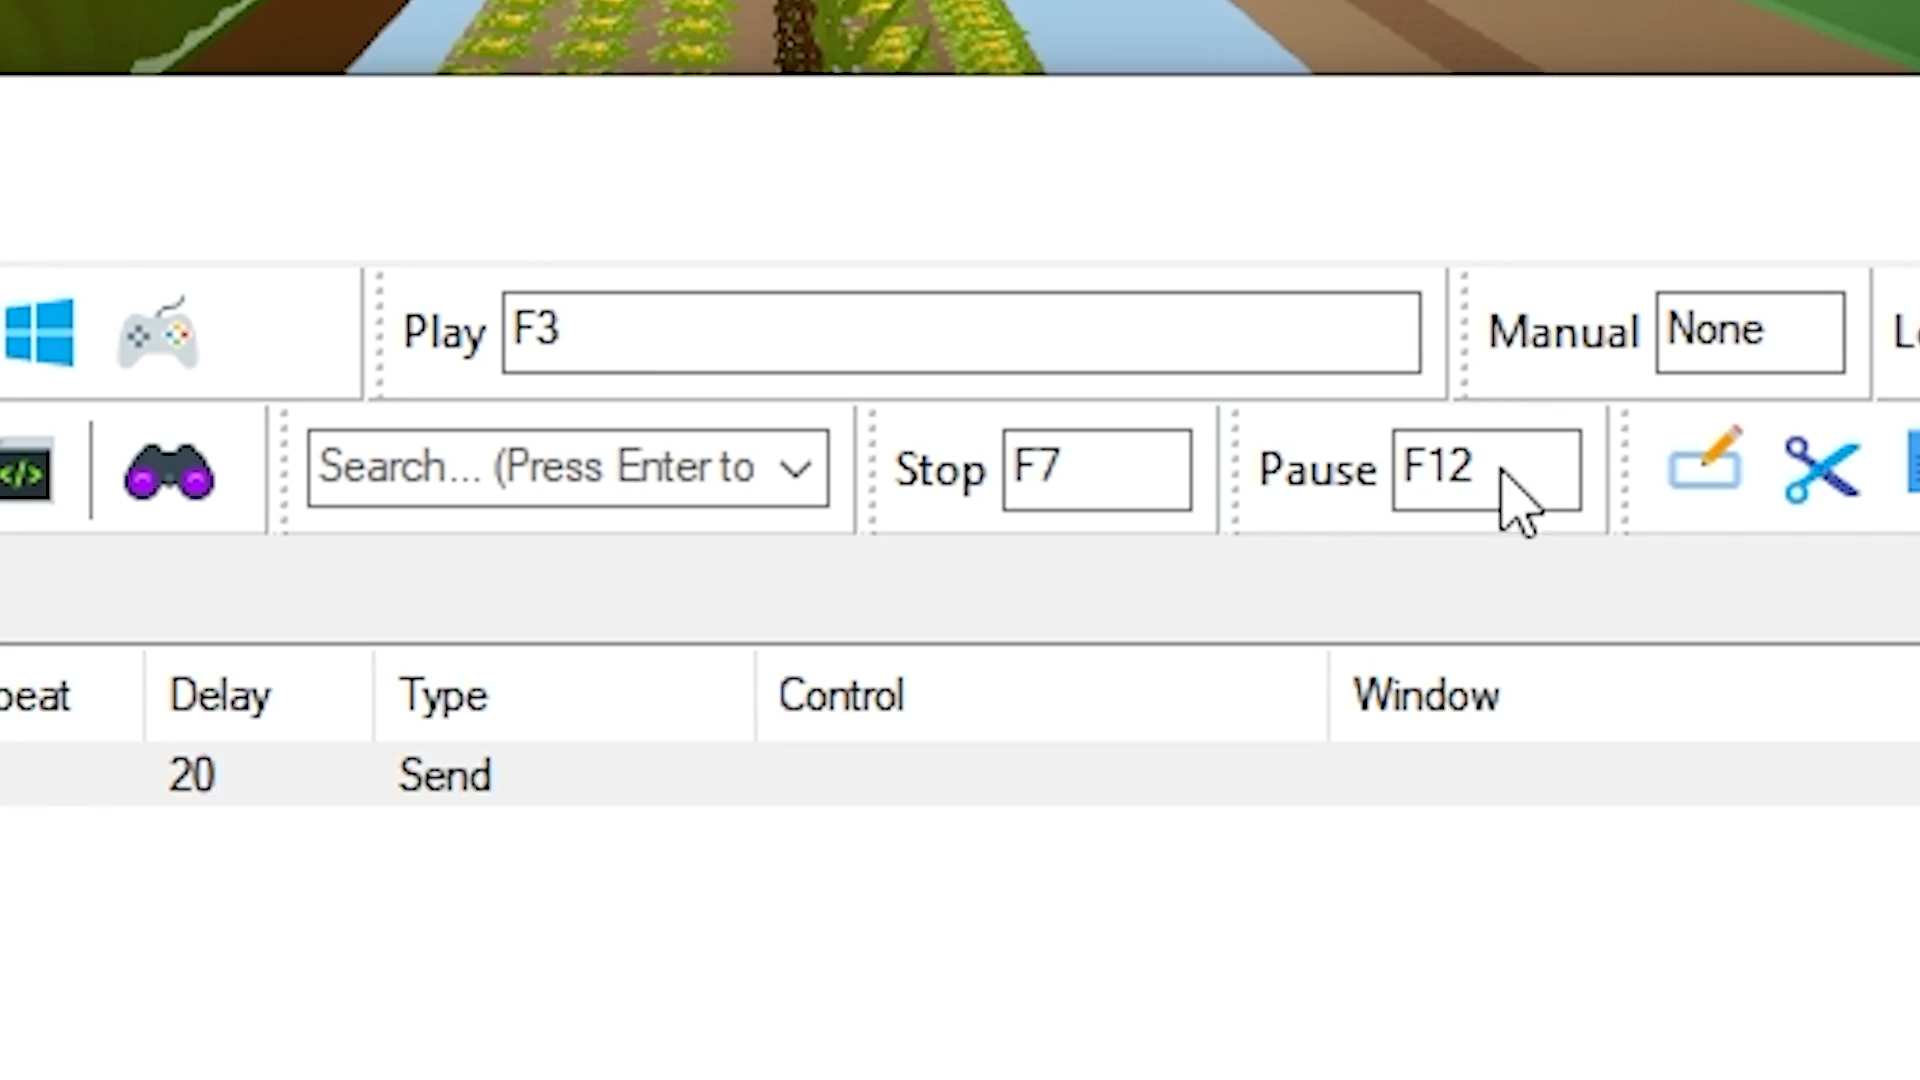 Play F3 Manual None
</> Search... (Press Enter to Stop F7 Pause F12
Delay Type Control Window
20 Send